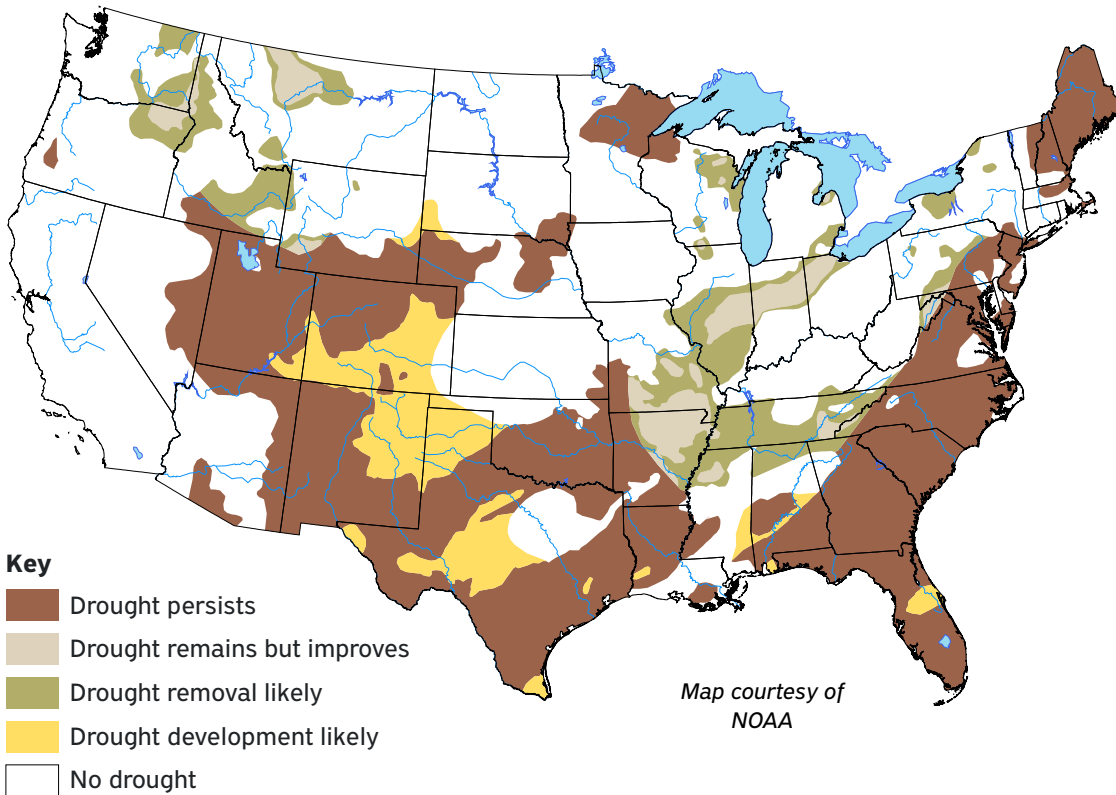 Key
Drought persists
Drought remains but improves
Drought removal likely
Drought development likely
No drought
Map courtesy of
NOAA